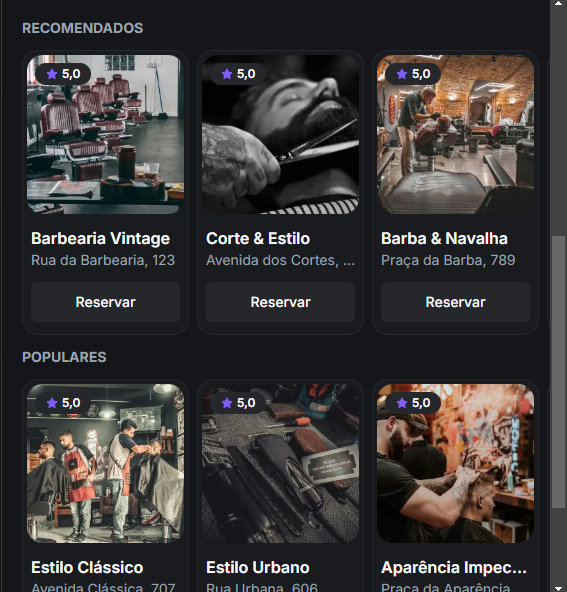 RECOMENDADOS
5,0
5,0
5,0
Barbearia Vintage
Corte & Estilo
Barba & Navalha
Rua da Barbearia, 123
Avenida dos Cortes, ...
Praça da Barba, 789
Reservar
Reservar
Reservar
POPULARES
5,0
5,0
5,0
Estilo Clássico
Estilo Urbano
Aparência Impec...
Avenida Clássica, 707
Rua Urbana, 606
Praça da Aparência